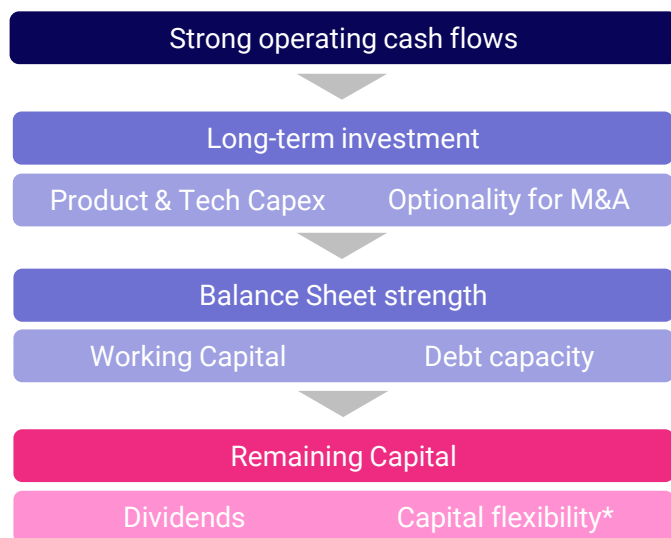 Strong operating cash flows
Long-term investment
Product & Tech Capex Optionality for M&A
Balance Sheet strength
Working Capital Debt capacity
Remaining Capital
Dividends Capital flexibility*